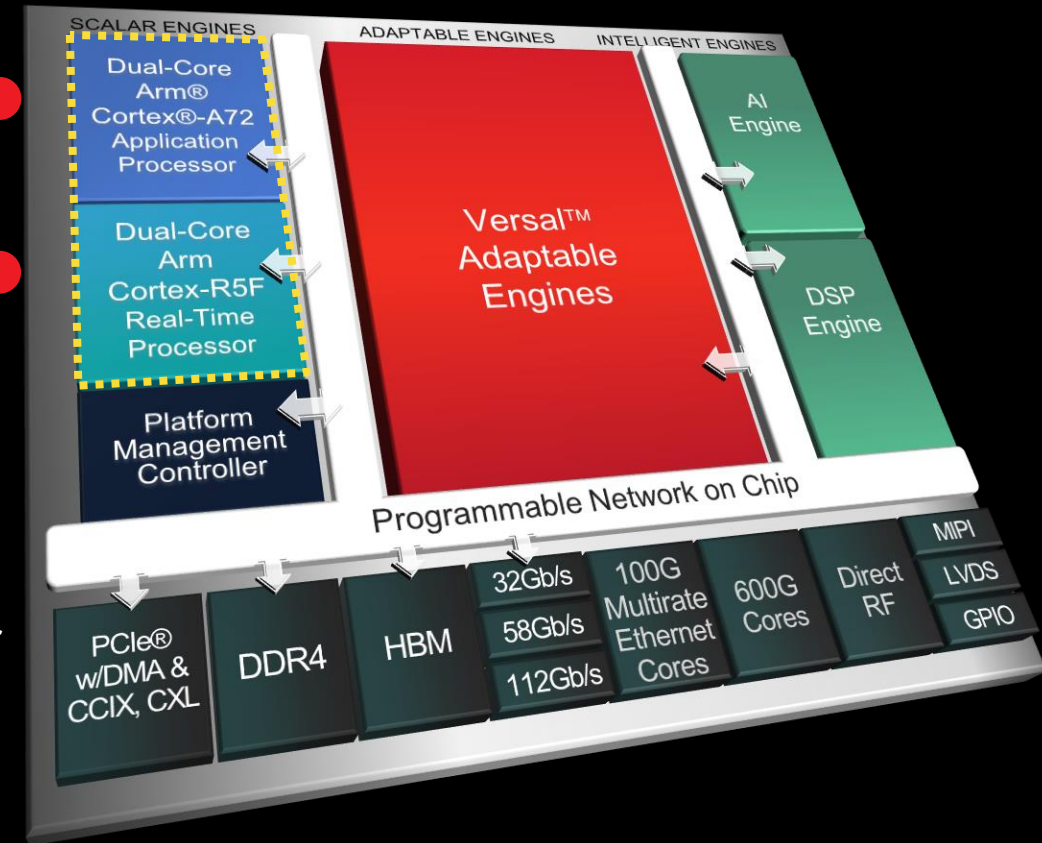 SCALAR ENGINES
ADAPTABLE ENGINES
INTELLIGENT ENGINES
Dual-Core
Arm®
Cortex®-A72
Application
Processor
Dual-Core
Arm
Cortex-R5F
Real-Time
Processor
Platform
Management
Controller
Versal™
Adaptable
Engines
AI
Engine
DSP
Engine
Programmable Network on Chip
PCIe®
w/DMA &
CCIX, CXL
DDR4
HBM
32Gb/s
58Gb/s
112Gb/s
100G
Multirate
Ethernet
Cores
600G
Cores
Direct
RF
MIPI
LVDS
GPIO